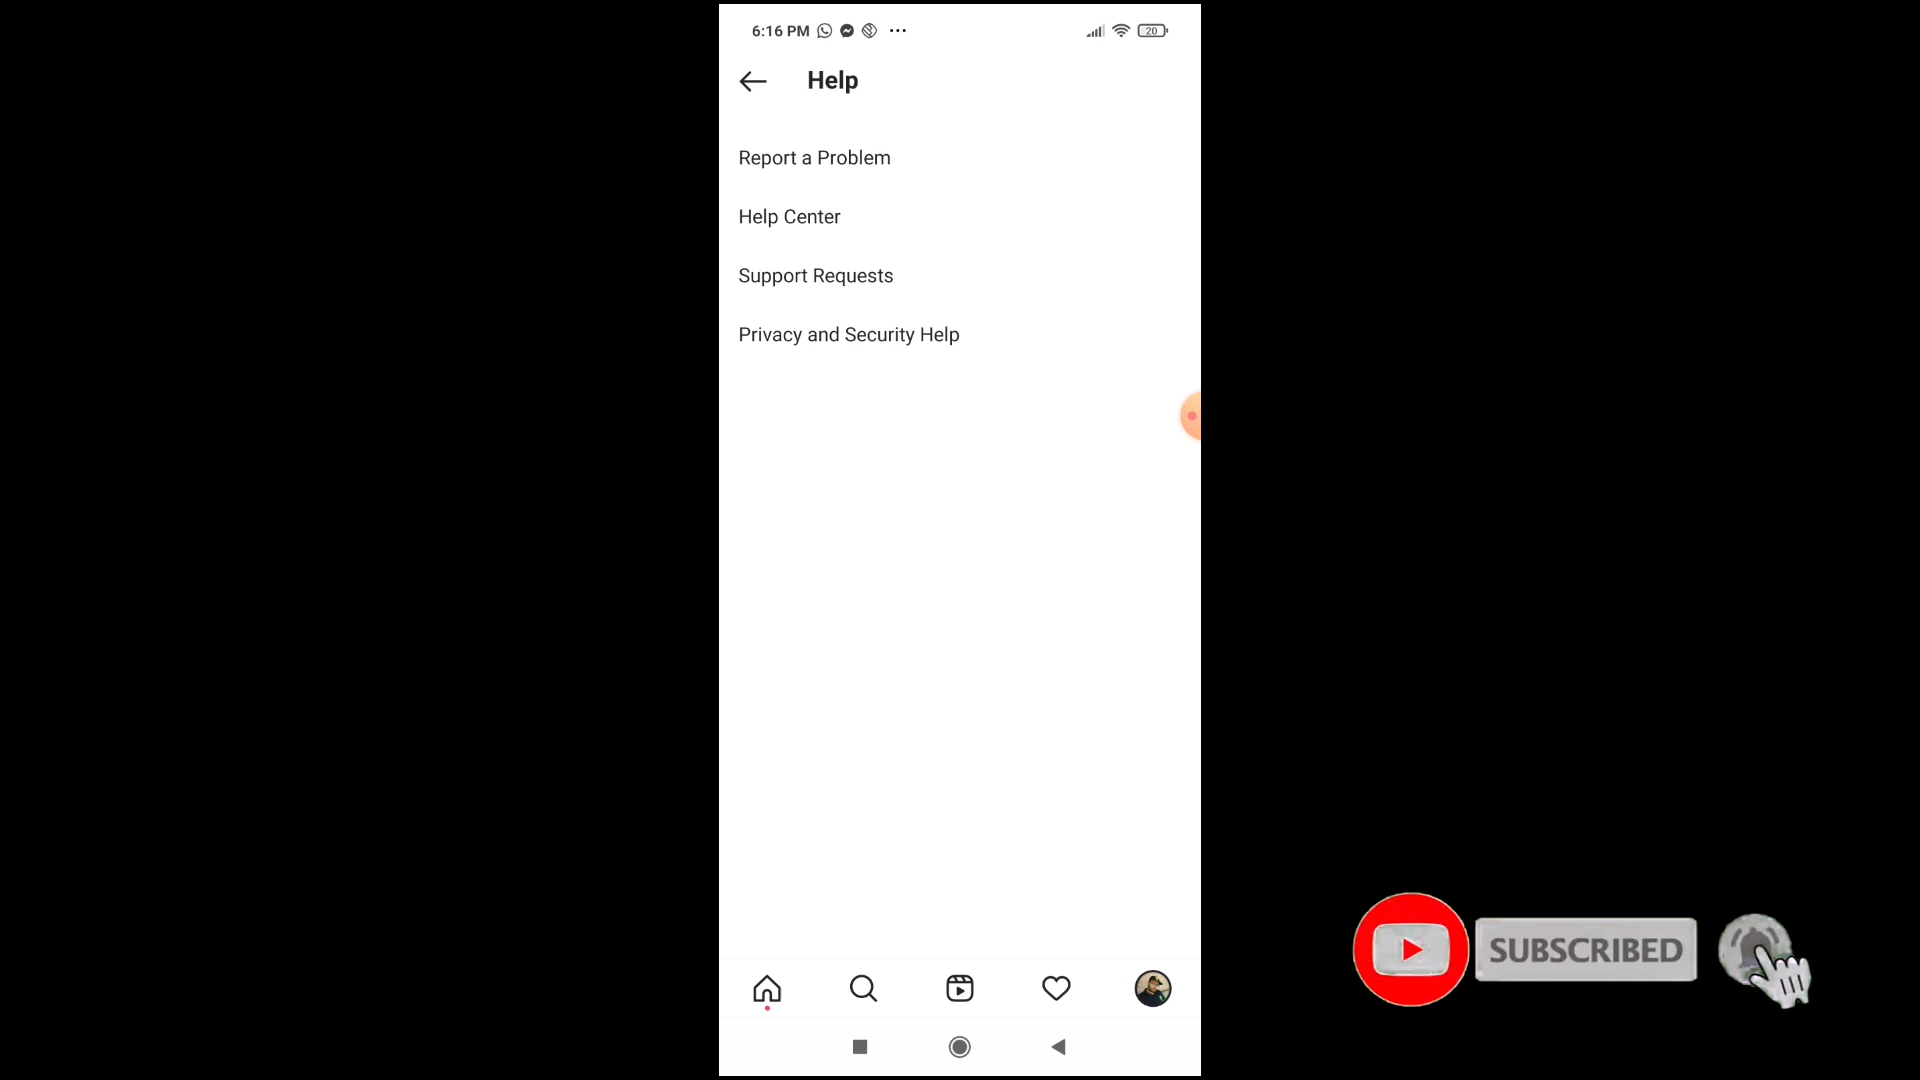 6:16 PM
20
Help
Report a Problem
Help Center
Support Requests
Privacy and Security Help
SUBSCRIBED